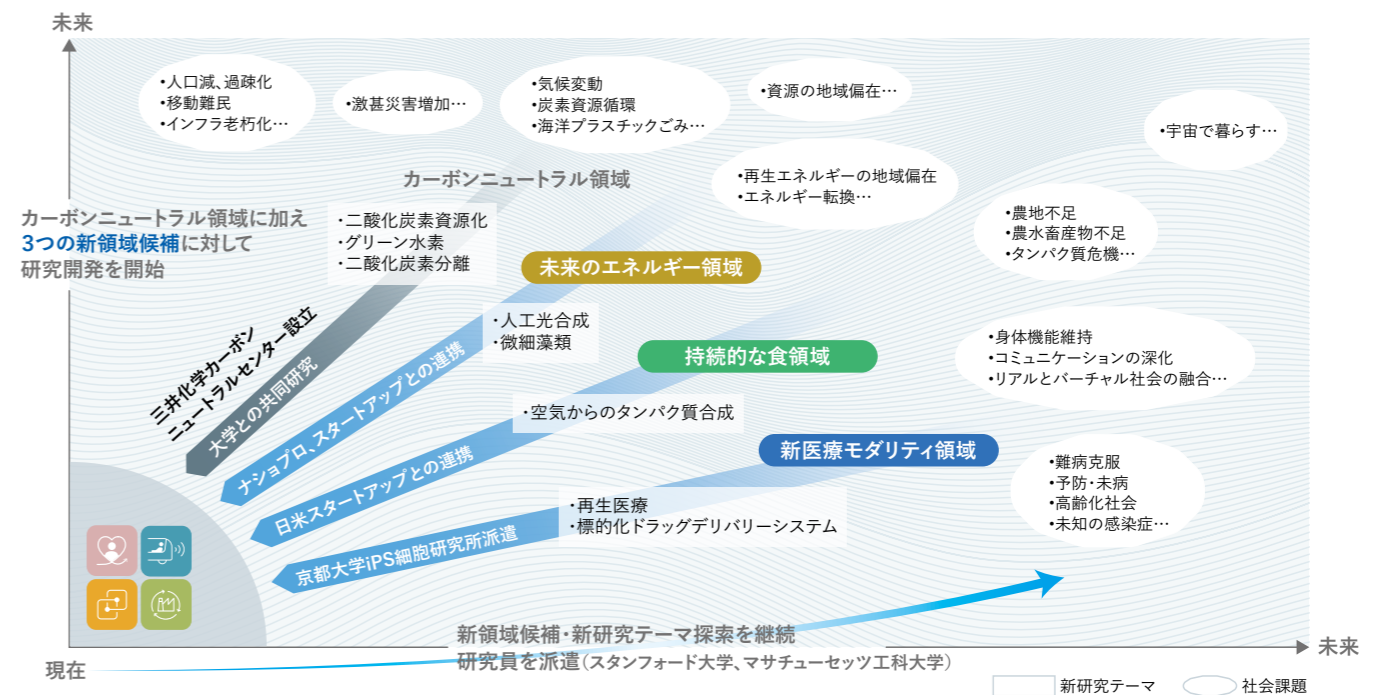 未来
•人口減、過疎化
•移動難民
•インフラ老朽化…
•激甚災害増加…
•気候変動
•炭素資源循環
•海洋プラスチックごみ…
•資源の地域偏在…
•宇宙で暮らす…
カーボンニュートラル領域
•再生エネルギーの地域偏在
•エネルギー転換…
カーボンニュートラル領域に加え
3つの新領域候補に対して
研究開発を開始
・二酸化炭素資源化
・グリーン水素
・二酸化炭素分離
•農地不足
•農水畜産物不足
•タンパク質危機…
未来のエネルギー領域
三井化学カーボン
ニュートラルセンター設立
大学との共同研究
・人工光合成
・微細藻類
ナショプロ、スタートアップとの連携
持続的な食領域
•身体機能維持
•コミュニケーションの深化
•リアルとバーチャル社会の融合…
・空気からのタンパク質合成
日米スタートアップとの連携
新医療モダリティ領域
•難病克服
•予防・未病
•高齢化社会
•未知の感染症…
・再生医療
・標的化ドラッグデリバリーシステム
京都大学iPS細胞研究所派遣
新領域候補・新研究テーマ探索を継続
研究員を派遣(スタンフォード大学、マサチューセッツ工科大学)
現在
未来
新研究テーマ
社会課題